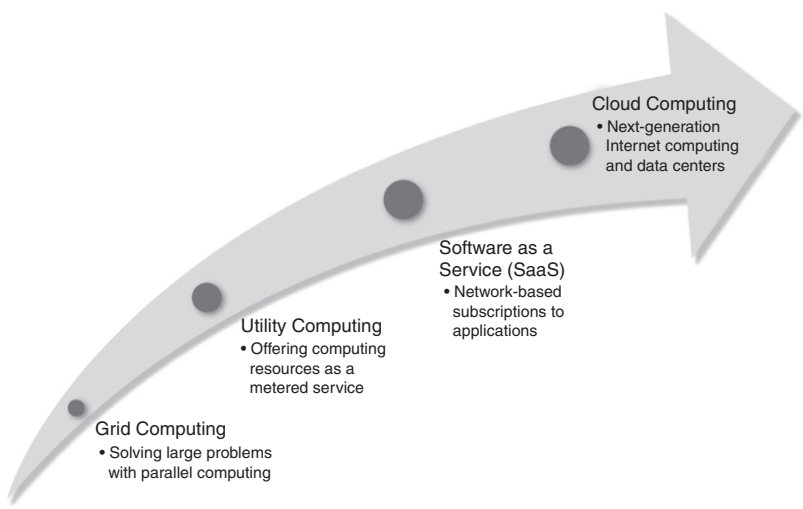 Cloud Computing
• Next-generation
Internet computing
and data centers
Software as a
Service (SaaS)
• Network-based
subscriptions to
applications
Utility Computing
• Offering computing
resources as a
metered service
Grid Computing
• Solving large problems
with parallel computing